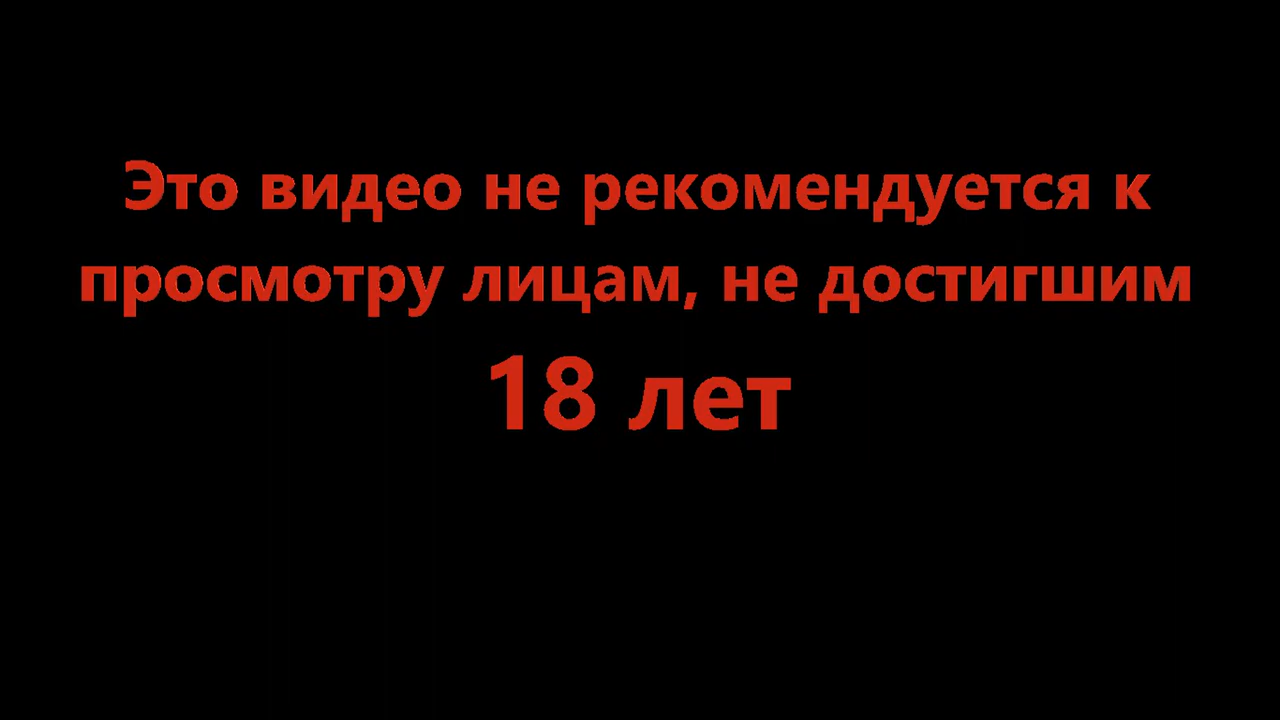 Это видео не рекомендуется к
просмотру лицам, не достигшим
18 лет